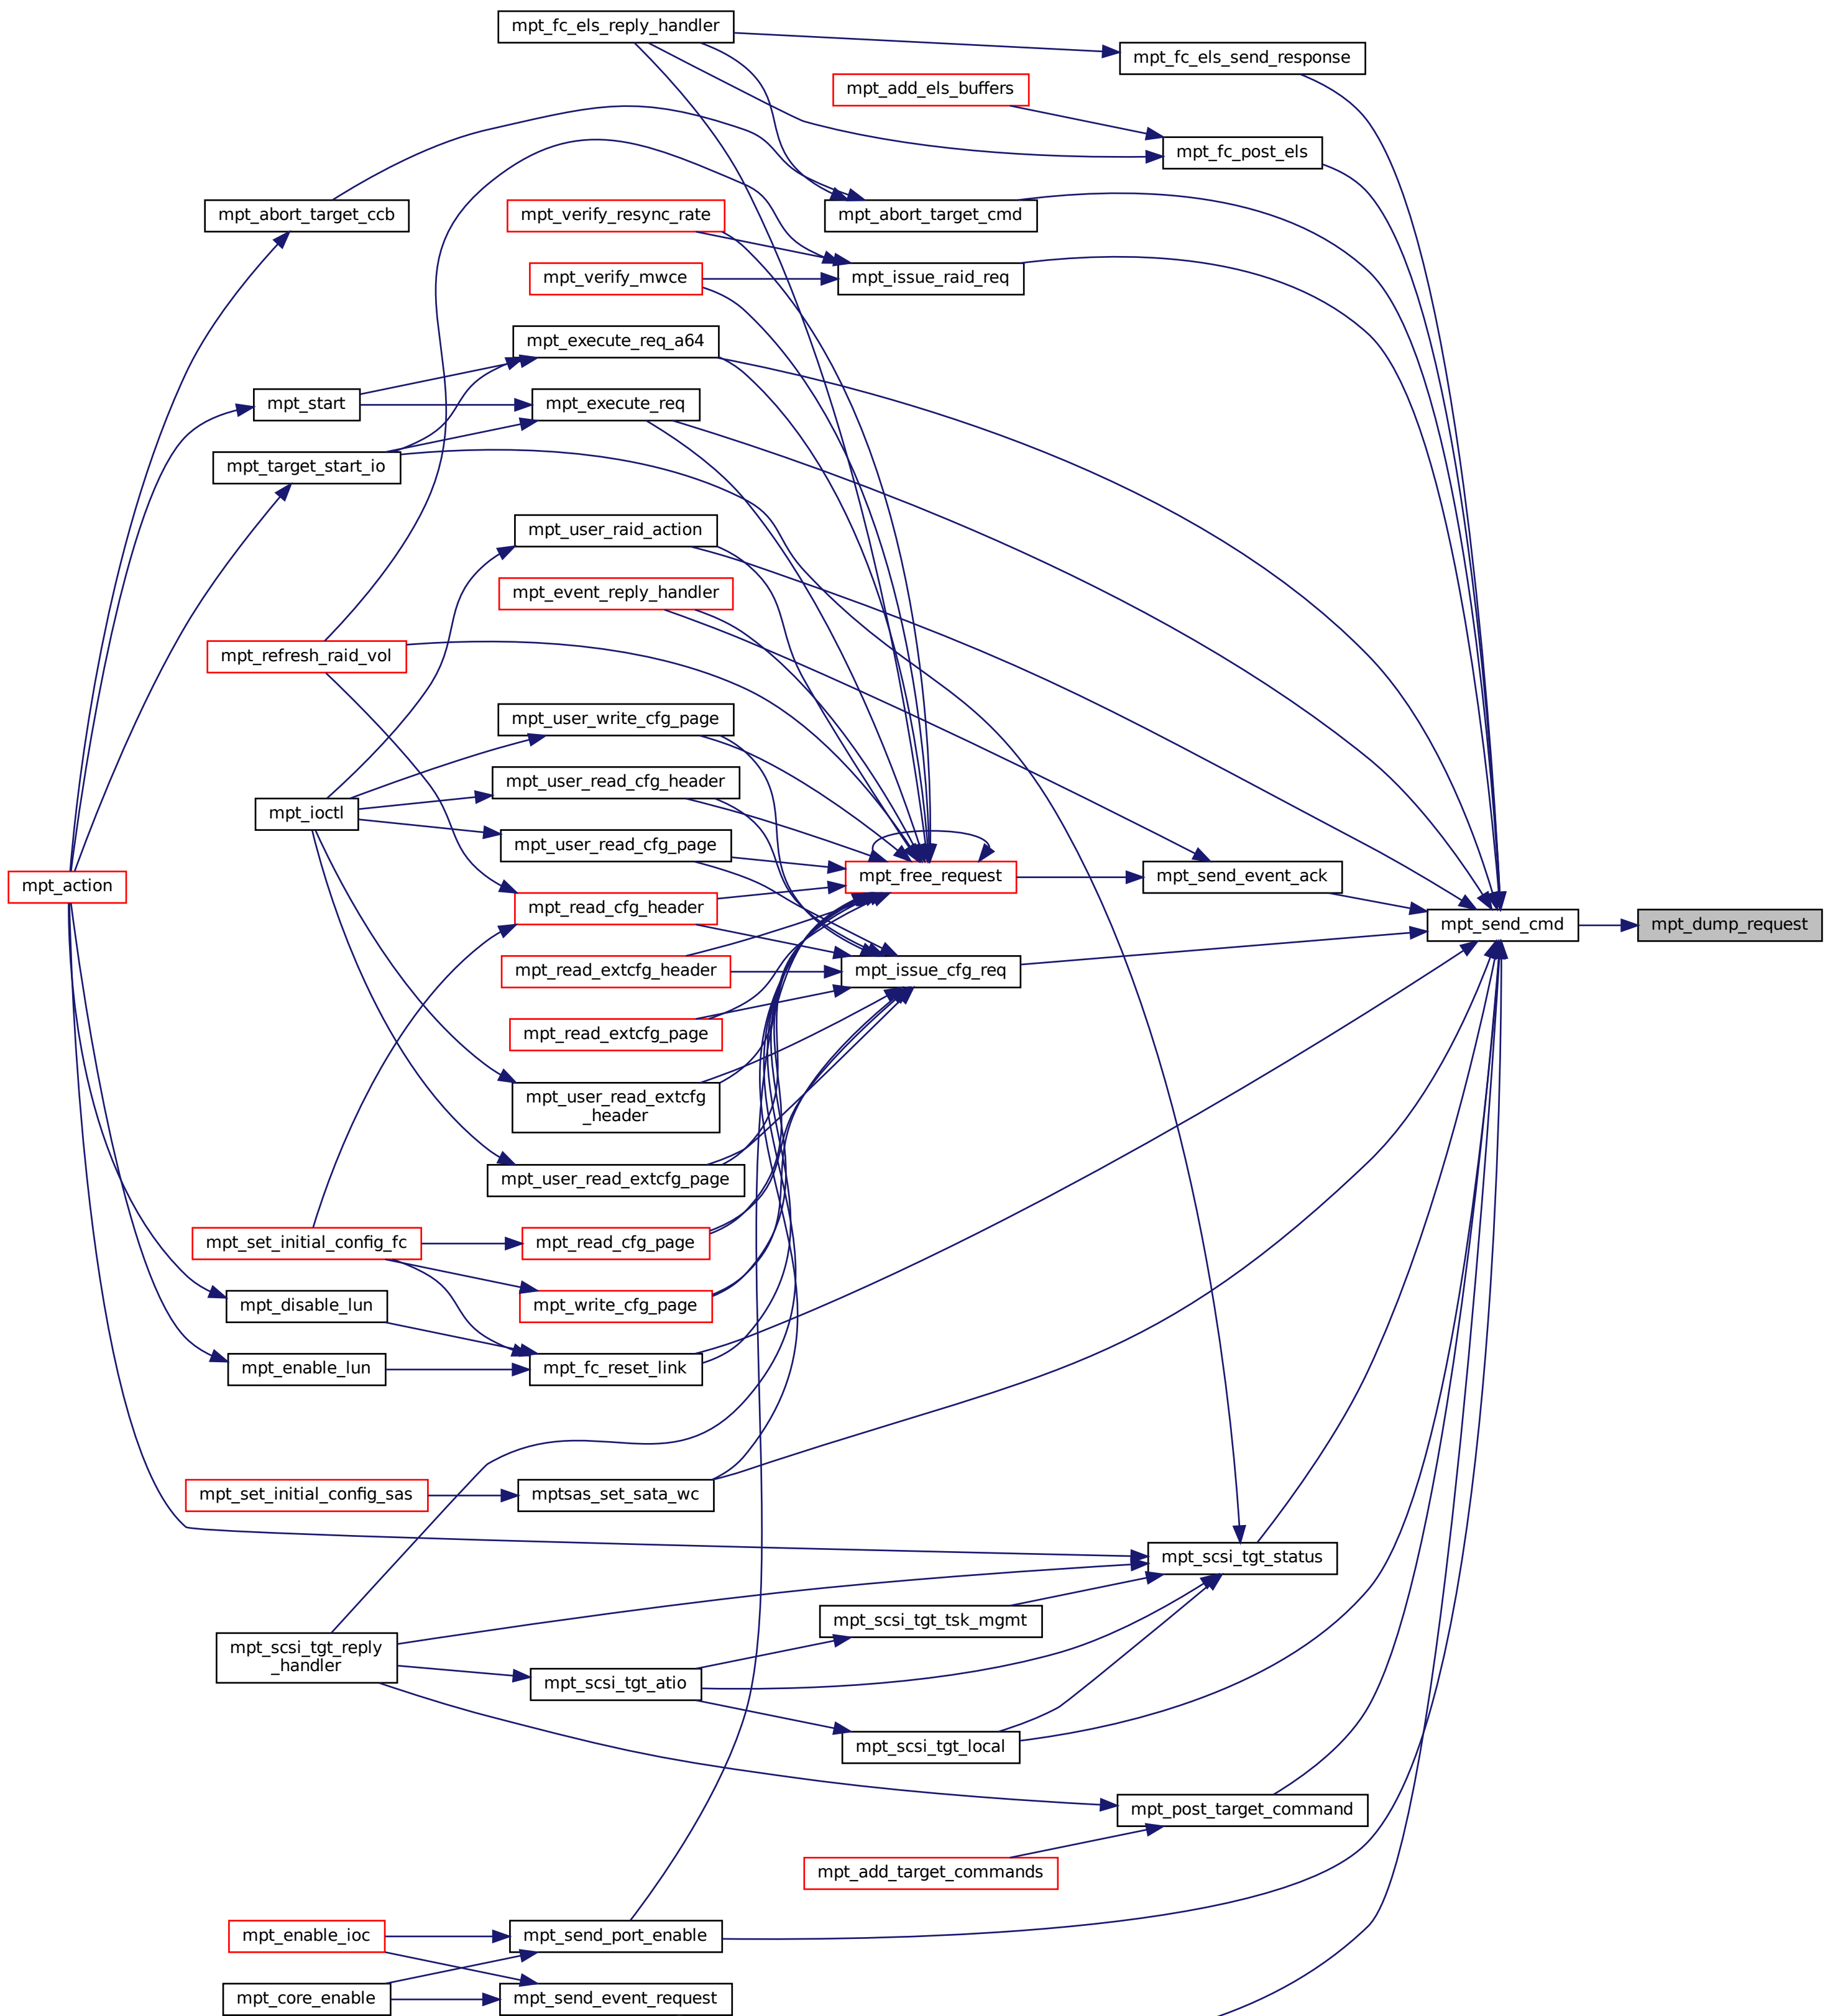 mpt_fc_els_reply_handler
mpt_fc_els_send_response
mpt_add_els_buffers
mpt_fc_post_els
mpt_abort_target_ccb
mpt_verify_resync_rate
mpt_abort_target_cmd
mpt_verify_mwce
mpt_issue_raid_req
mpt_execute_req_a64
mpt_start
mpt_execute_req
mpt_target_start_io
mpt_user_raid_action
mpt_event_reply_handler
mpt_refresh_raid_vol
mpt_user_write_cfg_page
mpt_user_read_cfg_header
mpt_ioctl
mpt_user_read_cfg_page
mpt_action
mpt_free_request
mpt_send_event_ack
mpt_read_cfg_header
mpt_send_cmd
mpt_dump_request
mpt_read_extcfg_header
mpt_issue_cfg_req
mpt_read_extcfg_page
mpt_user_read_extcfg
_header
mpt_user_read_extcfg_page
mpt_set_initial_config_fc
mpt_read_cfg_page
mpt_disable_lun
mpt_write_cfg_page
mpt_enable_lun
mpt_fc_reset_link
mpt_set_initial_config_sas
mptsas_set_sata_wc
mpt_scsi_tgt_status
mpt_scsi_tgt_tsk_mgmt
mpt_scsi_tgt_reply
_handler
mpt_scsi_tgt_atio
mpt_scsi_tgt_local
mpt_post_target_command
mpt_add_target_commands
mpt_enable_ioc
mpt_send_port_enable
mpt_core_enable
mpt_send_event_request